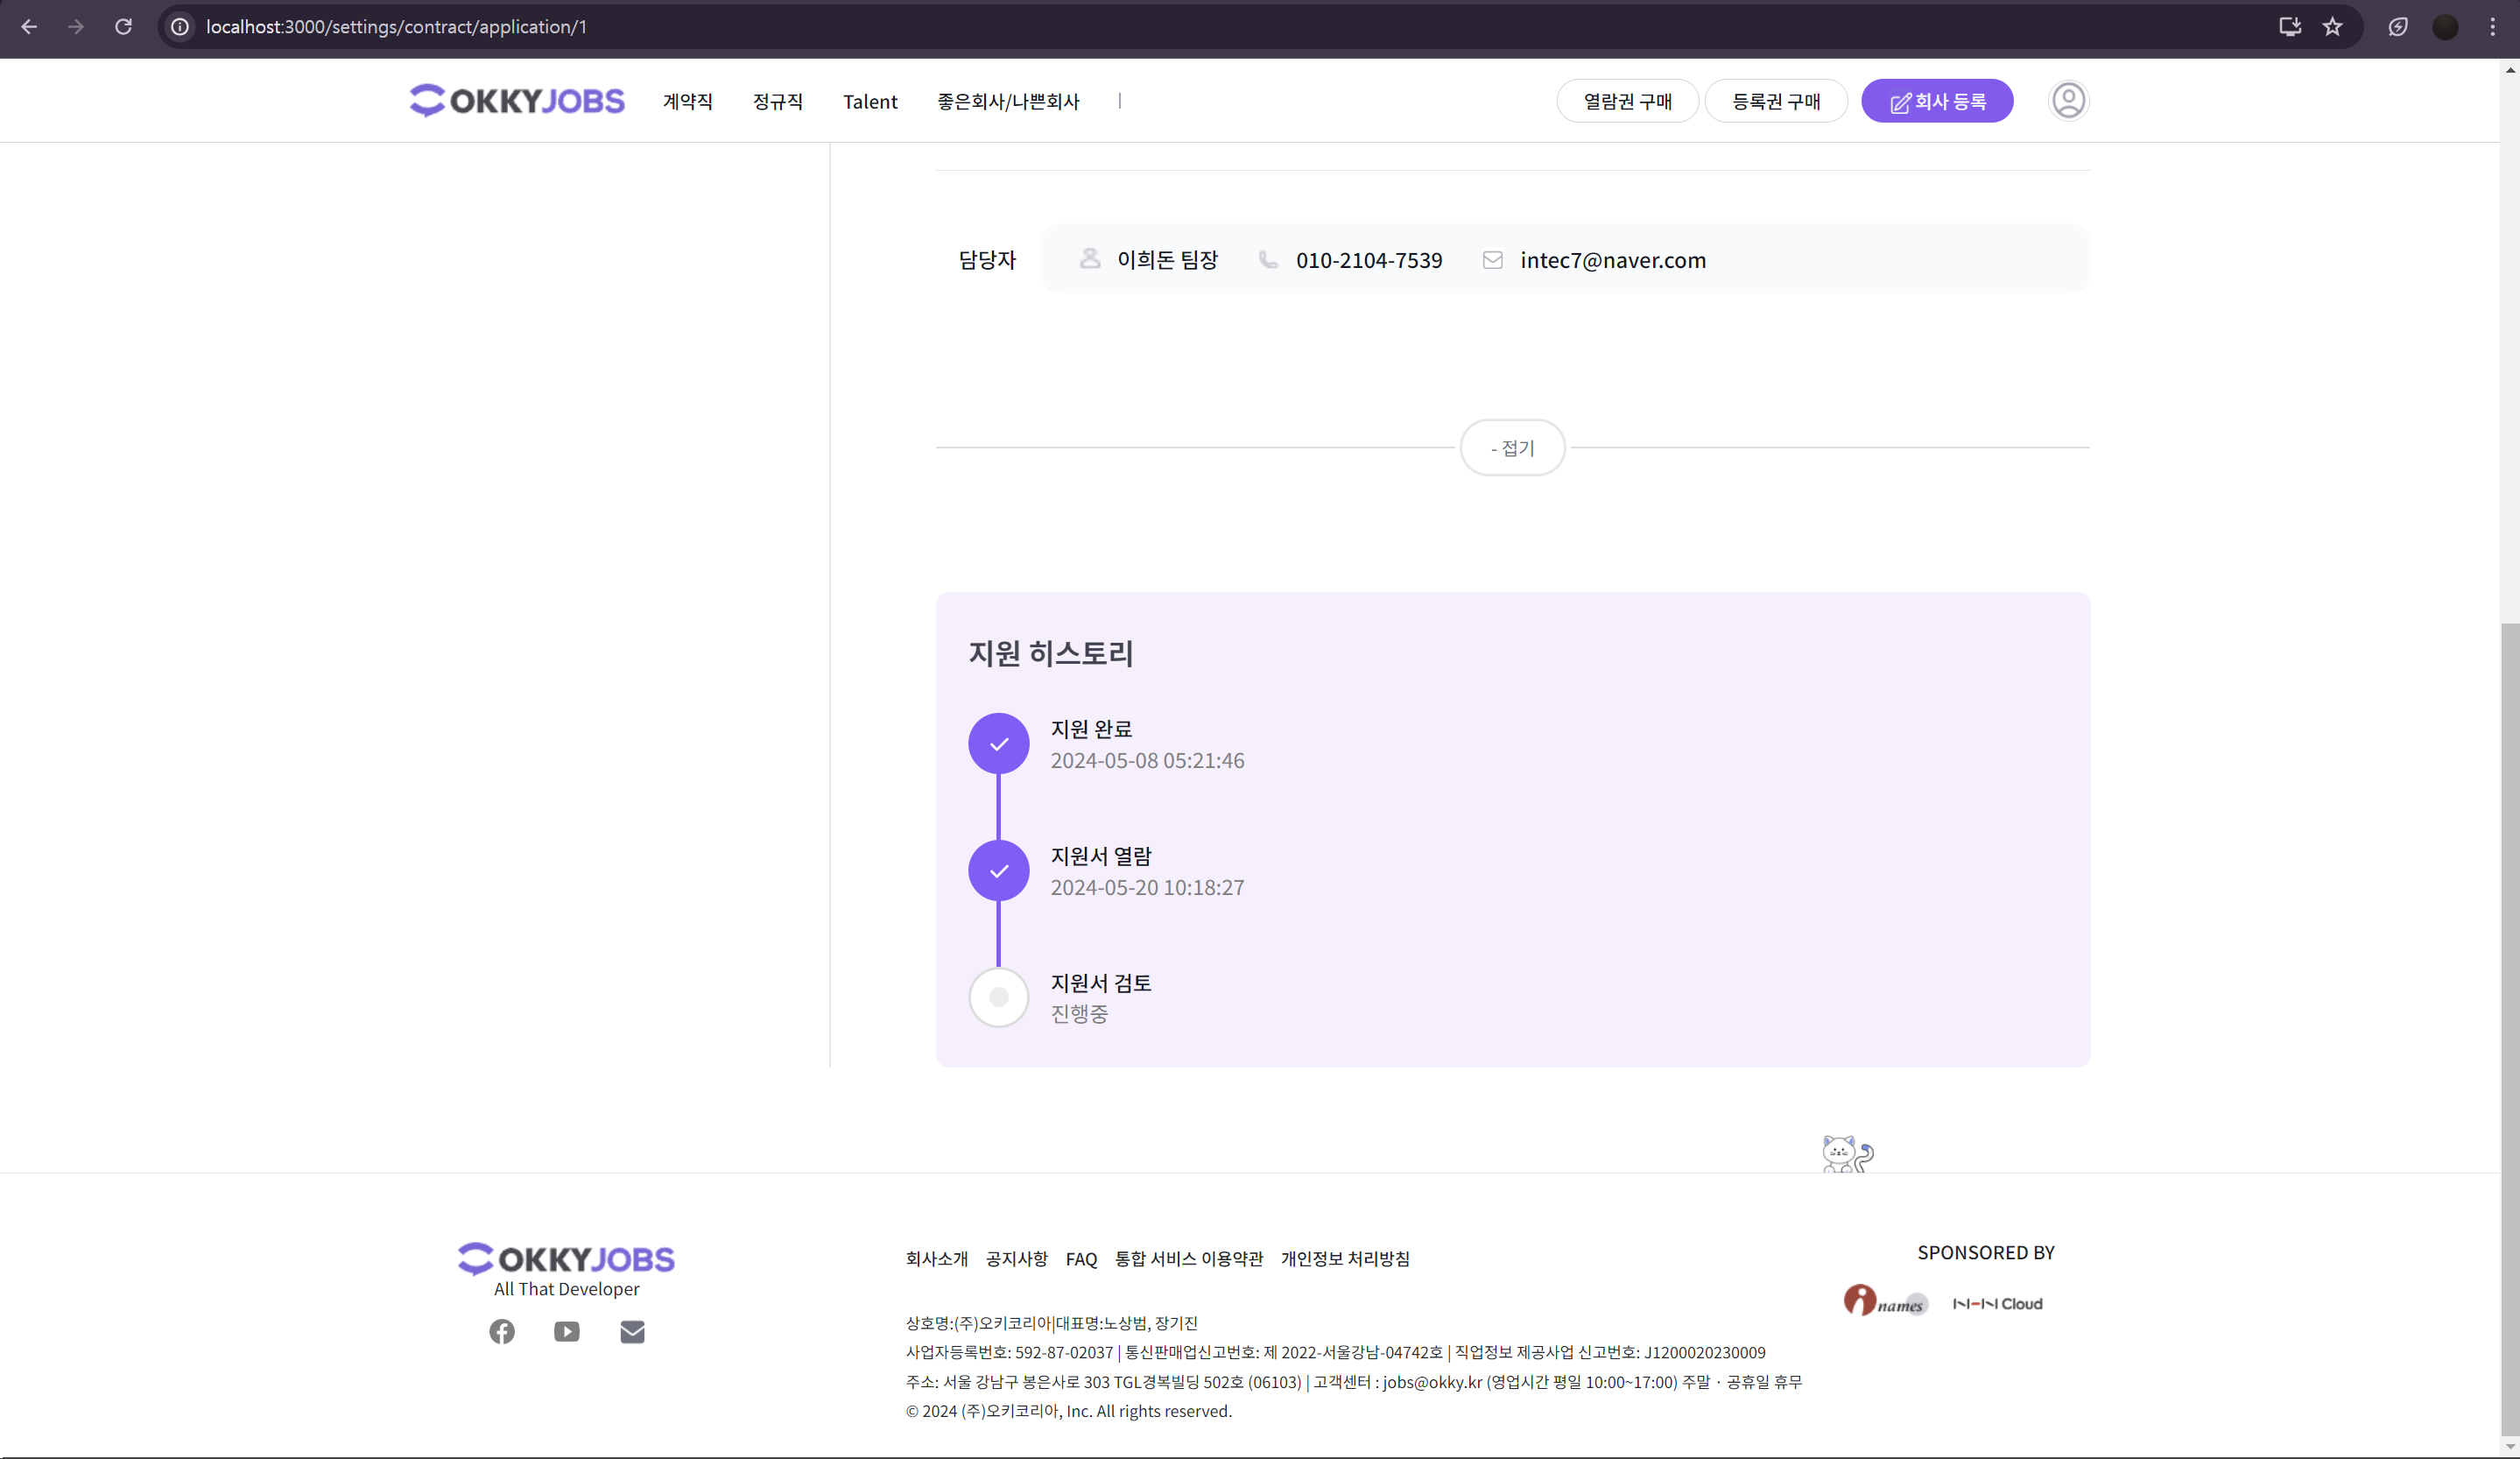 localhost:3000/settings/contract/application/1
OKKYJOBS 계약직 정규직 Talent 좋은회사/나쁜회사 | 열람권 구매 등록권 구매 회사 등록
담당자 이희돈 팀장 010-2104-7539 intec7@naver.com
- 접기
지원 히스토리
지원 완료
2024-05-08 05:21:46
지원서 열람
2024-05-20 10:18:27
지원서 검토
진행중
OKKYJOBS
All That Developer
회사소개 공지사항 FAQ 통합 서비스 이용약관 개인정보 처리방침
상호명:(주)오키코리아|대표명:노상범, 장기진
사업자등록번호: 592-87-02037 | 통신판매업신고번호: 제 2022-서울강남-04742호 | 직업정보 제공사업 신고번호: J1200020230009
주소: 서울 강남구 봉은사로 303 TGL경복빌딩 502호 (06103) | 고객센터 : jobs@okky.kr (영업시간 평일 10:00~17:00) 주말 · 공휴일 휴무
© 2024 (주)오키코리아, Inc. All rights reserved.
SPONSORED BY
inames NHN Cloud